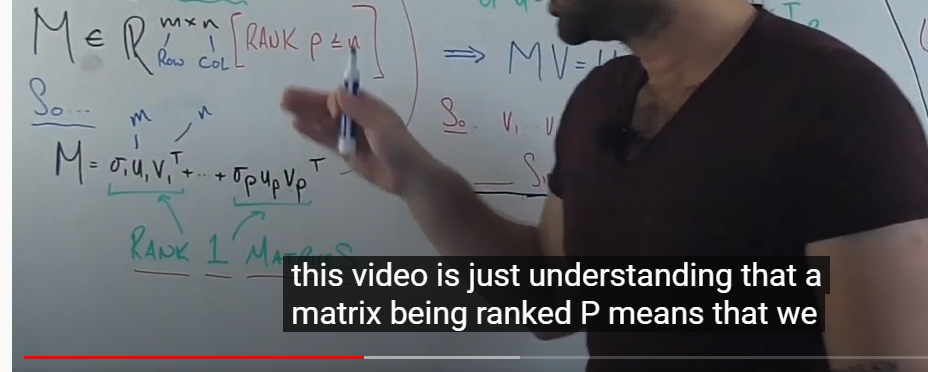 M ∈ ℝ^{m×n} [RANK p ≤ n]
ROW COL
So...
m n
M = σ₁u₁v₁ᵀ + ... + σₚuₚvₚᵀ
RANK 1
⇒ MV =
So. V₁ ... V
this video is just understanding that a
matrix being ranked P means that we